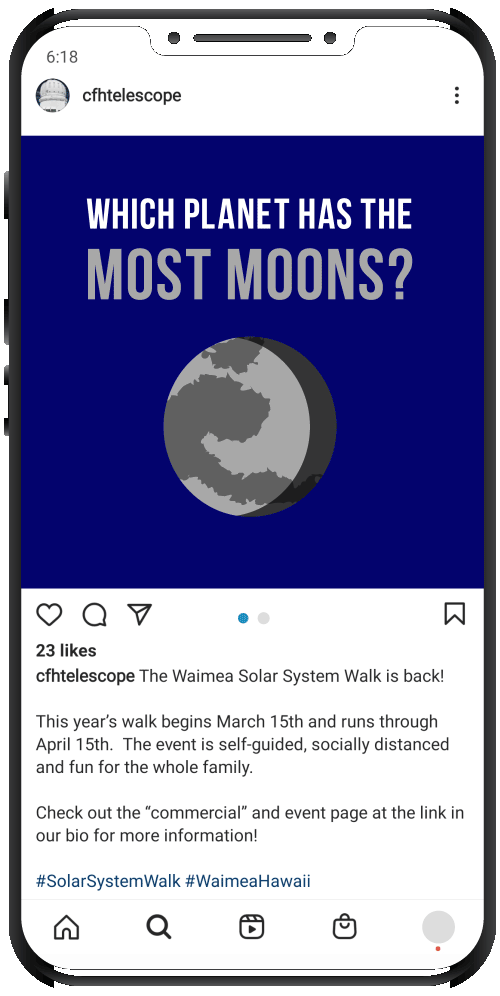 6:18
cfhtelescope
WHICH PLANET HAS THE
MOST MOONS?
23 likes
cfhtelescope The Waimea Solar System Walk is back!
This year’s walk begins March 15th and runs through
April 15th.  The event is self-guided, socially distanced
and fun for the whole family.
Check out the “commercial” and event page at the link in
our bio for more information!
#SolarSystemWalk #WaimeaHawaii